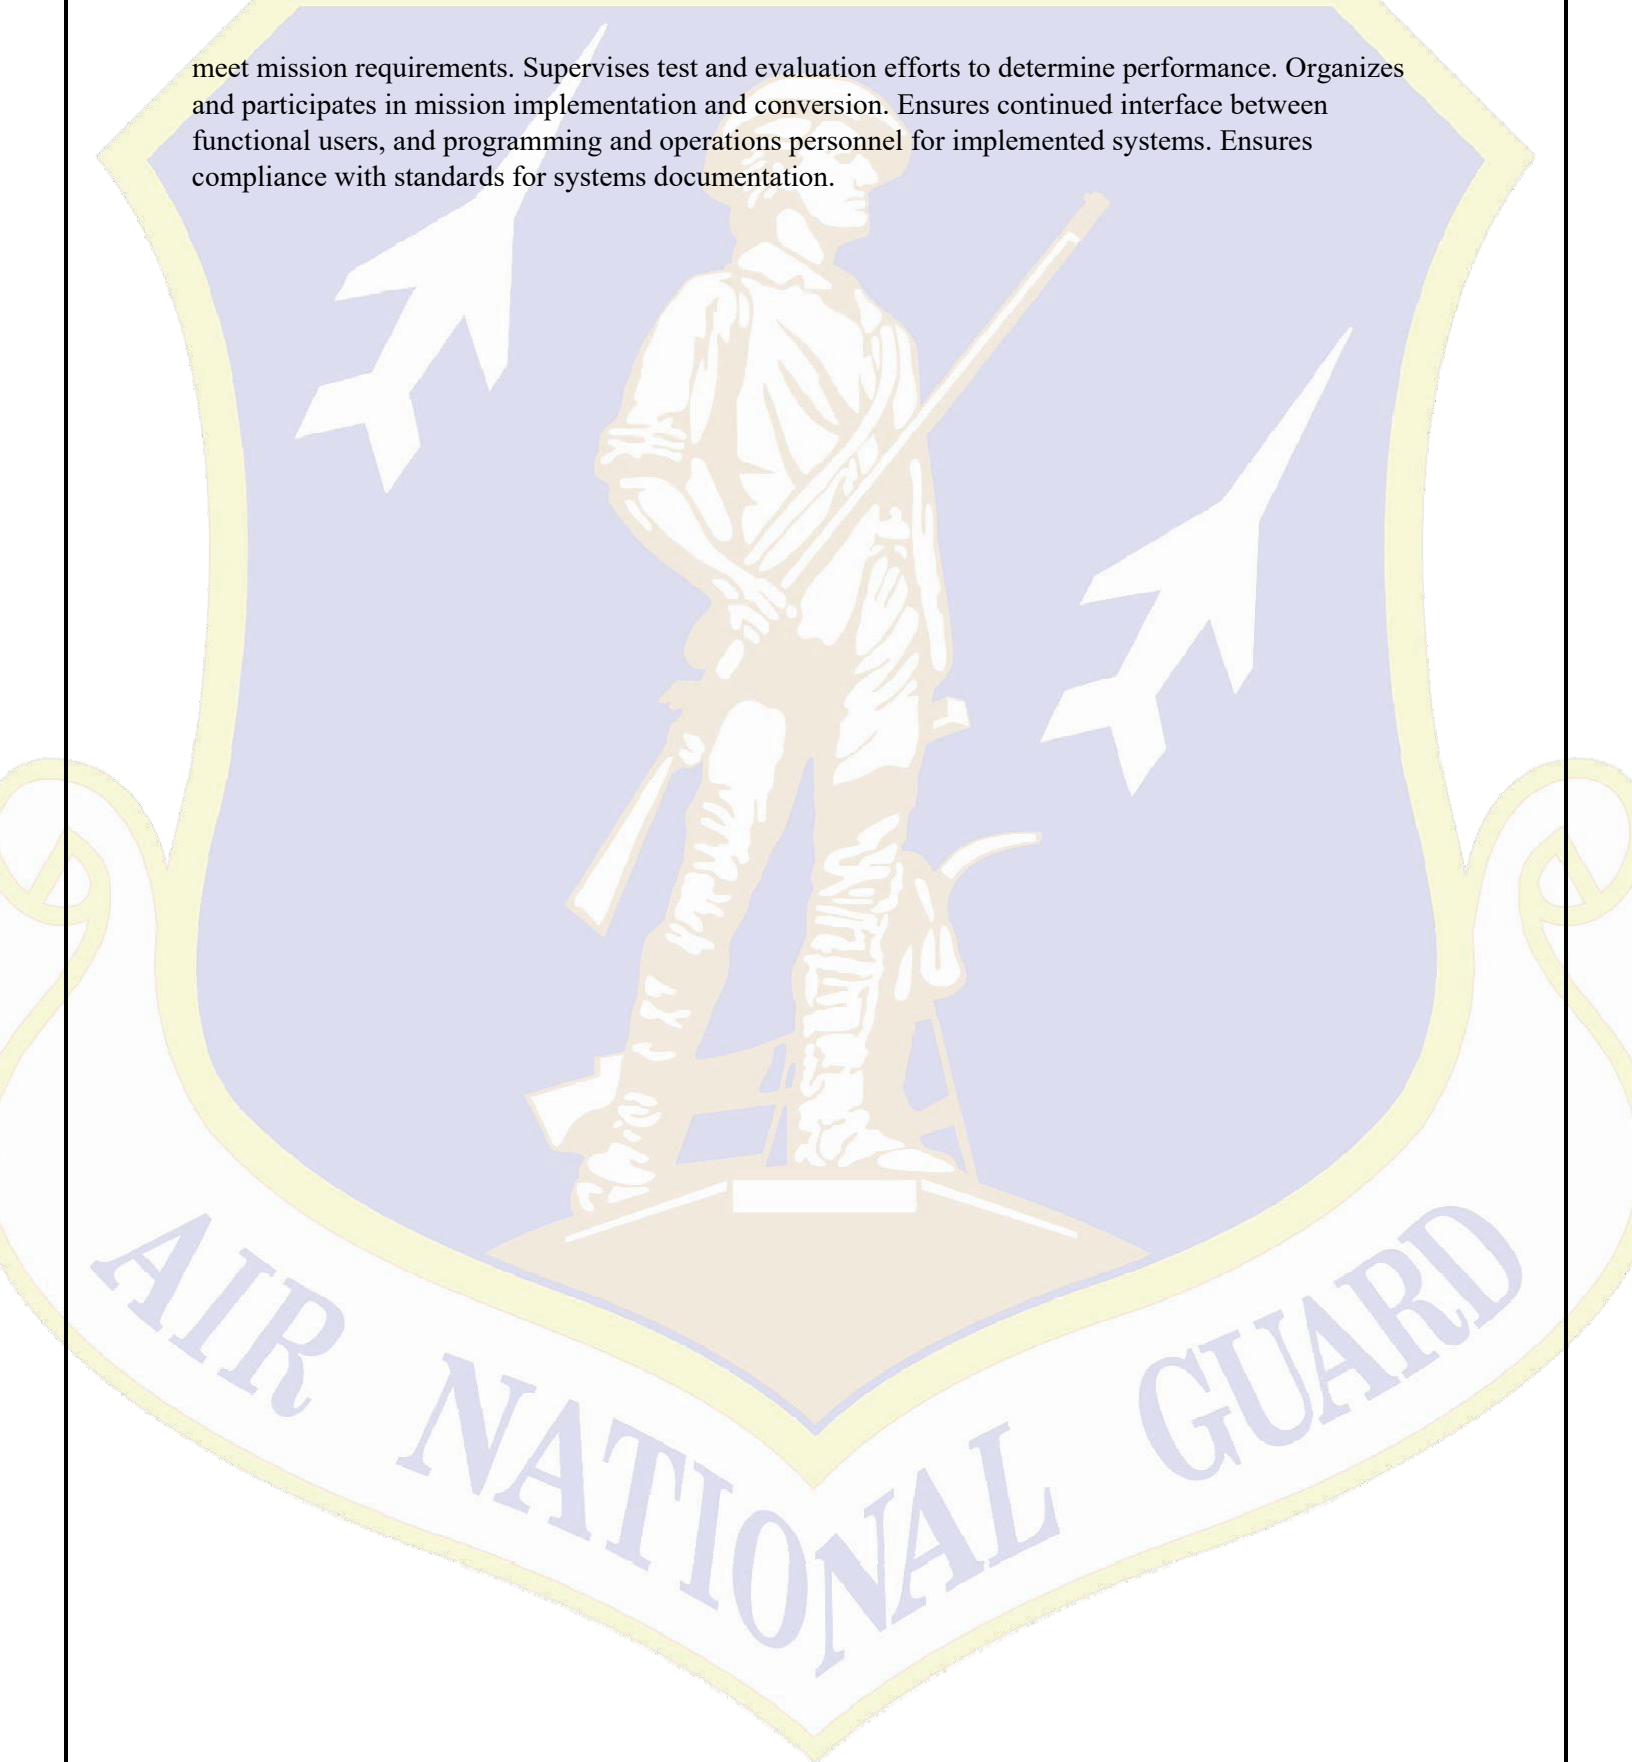 meet mission requirements. Supervises test and evaluation efforts to determine performance. Organizes
and participates in mission implementation and conversion. Ensures continued interface between
functional users, and programming and operations personnel for implemented systems. Ensures
compliance with standards for systems documentation.
AIR NATIONAL GUARD